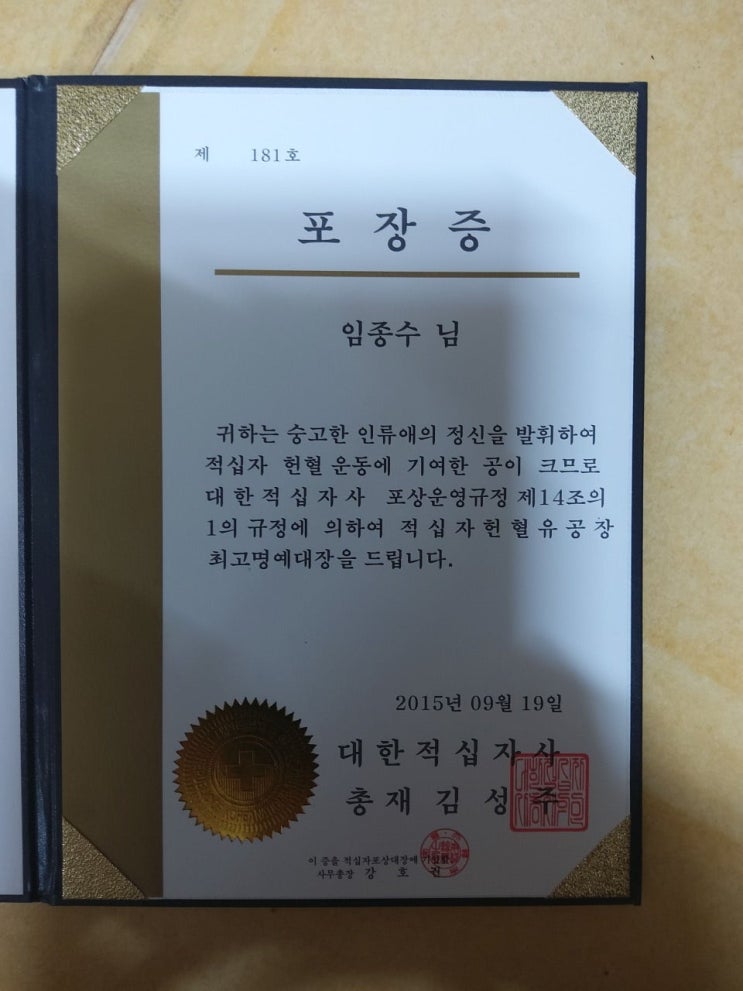 제 181호
포 장 증
임종수 님
귀하는 숭고한 인류애의 정신을 발휘하여
적십자 헌혈 운동에 기여한 공이 크므로
대 한 적 십 자 사 포상운영규정 제14조의
1의 규정에 의하여 적 십 자 헌 혈 유 공 장
최고명예대장을 드립니다.
2015년 09월 19일
대 한 적 십 자 사
총 재 김 성 주
이 증을 적십자포상대장에 기입함
사무총장 강 호 권